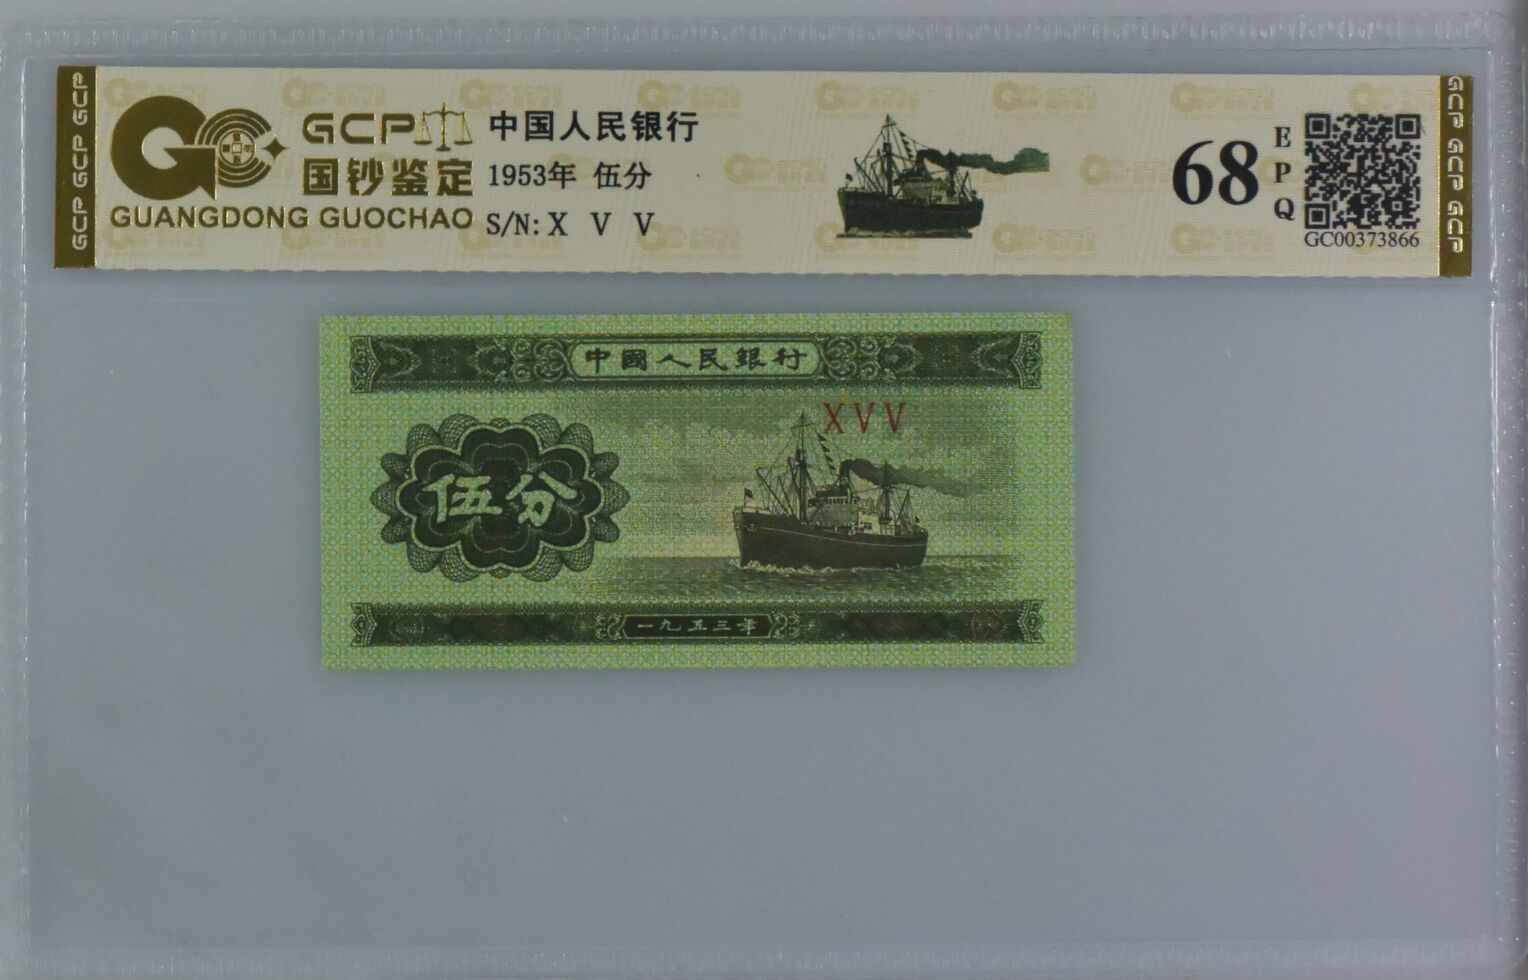 GCP GCP GCP
GCP
国钞鉴定
GUANGDONG GUOCHAO
中国人民银行
1953年 伍分
S/N: X V V
68
EPQ
GC00373866
GCP GCP GCP
中國人民銀行
XVV
伍分
一九五三年